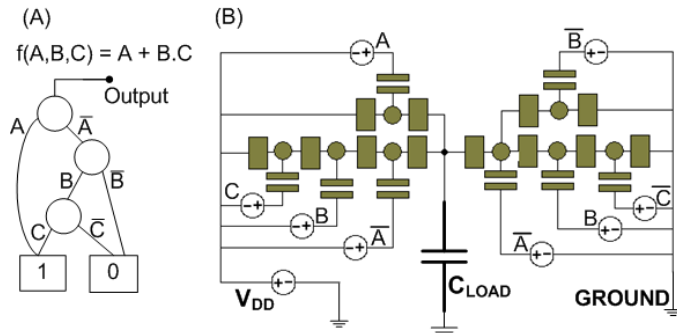 (A)
f(A,B,C) = A + B.C
Output
A
A̅
B
B̅
C
C̅
1
0
(B)
A
B̅
C
B
A̅
V_DD
C_LOAD
C̅
B
A̅
GROUND